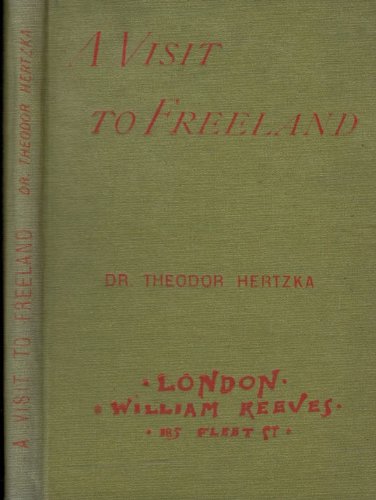 A VISIT
TO FREELAND
DR. THEODOR HERTZKA
• LONDON •
• WILLIAM REEVES •
• 185 FLEET ST •
A VISIT TO FREELAND DR. THEODOR HERTZKA